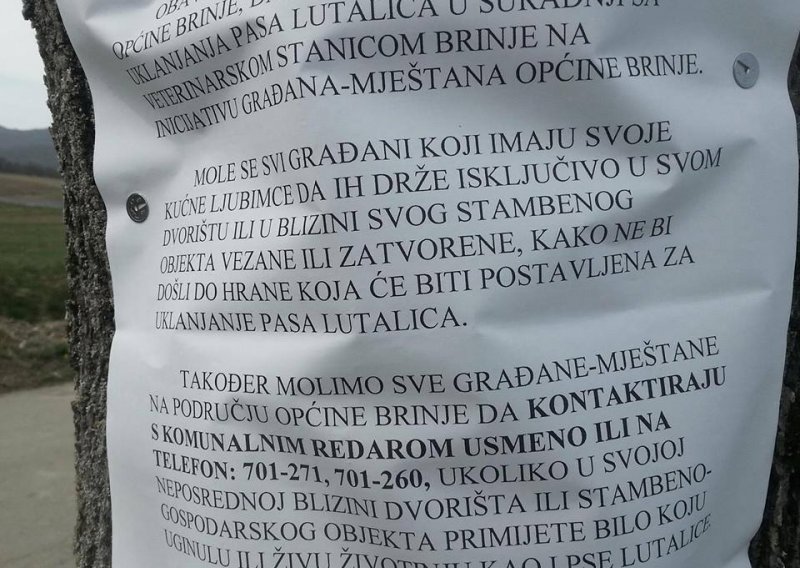 OPĆINE BRINJE,
UKLANJANJA PASA LUTALICA U SURADNJI SA
VETERINARSKOM STANICOM BRINJE NA
INICIJATIVU GRAĐANA-MJEŠTANA OPĆINE BRINJE.
MOLE SE SVI GRAĐANI KOJI IMAJU SVOJE
KUĆNE LJUBIMCE DA IH DRŽE ISKLJUČIVO U SVOM
DVORIŠTU ILI U BLIZINI SVOG STAMBENOG
OBJEKTA VEZANE ILI ZATVORENE, KAKO NE BI
DOŠLI DO HRANE KOJA ĆE BITI POSTAVLJENA ZA
UKLANJANJE PASA LUTALICA.
TAKOĐER MOLIMO SVE GRAĐANE-MJEŠTANE
NA PODRUČJU OPĆINE BRINJE DA KONTAKTIRAJU
S KOMUNALNIM REDAROM USMENO ILI NA
TELEFON: 701-271, 701-260, UKOLIKO U SVOJOJ
NEPOSREDNOJ BLIZINI DVORIŠTA ILI STAMBENO-
GOSPODARSKOG OBJEKTA PRIMIJETE BILO KOJU
UGINULU ILI ŽIVU ŽIVOTINJU KAO I PSE LUTALICE